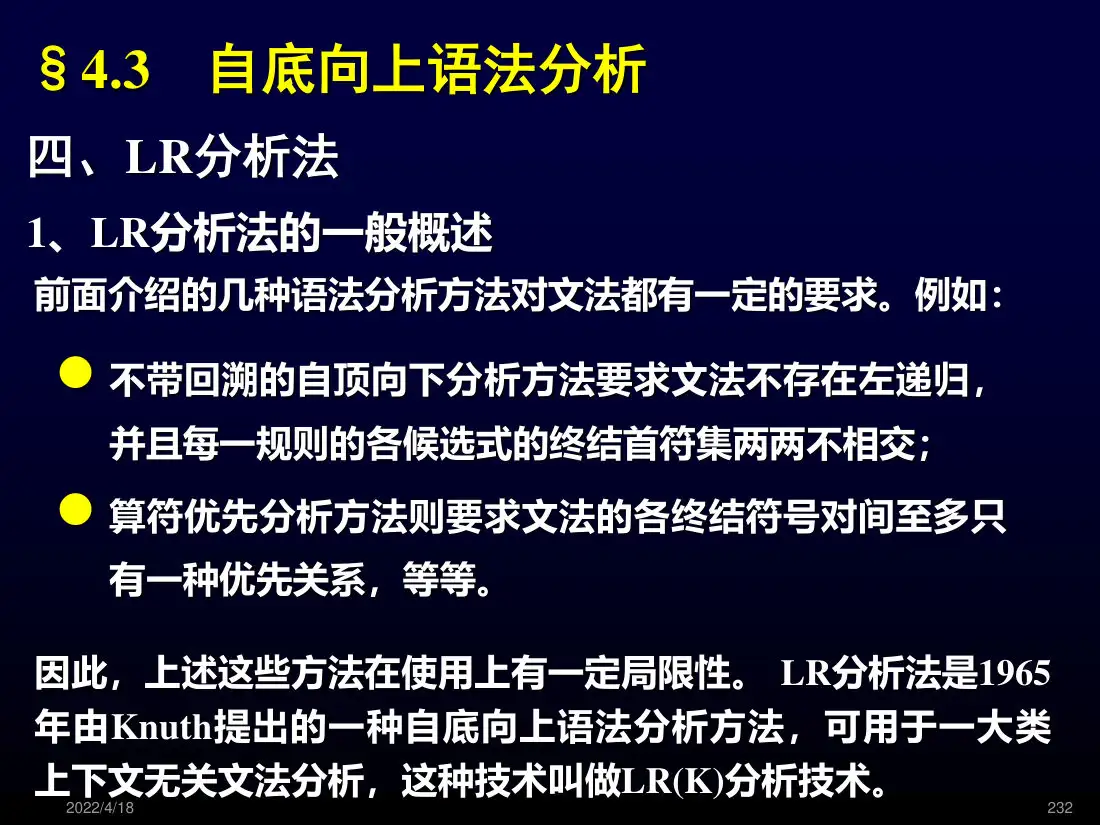 §4.3 自底向上语法分析
四、LR分析法
1、LR分析法的一般概述
前面介绍的几种语法分析方法对文法都有一定的要求。例如：
● 不带回溯的自顶向下分析方法要求文法不存在左递归，
并且每一规则的各候选式的终结首符集两两不相交；
● 算符优先分析方法则要求文法的各终结符号对间至多只
有一种优先关系，等等。
因此，上述这些方法在使用上有一定局限性。 LR分析法是1965
年由Knuth提出的一种自底向上语法分析方法，可用于一大类
上下文无关文法分析，这种技术叫做LR(K)分析技术。
2022/4/18
232